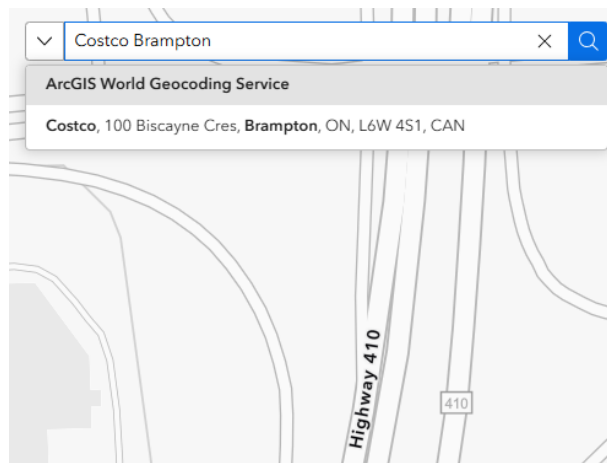 Costco Brampton
ArcGIS World Geocoding Service
Costco, 100 Biscayne Cres, Brampton, ON, L6W 4S1, CAN
Highway 410
410